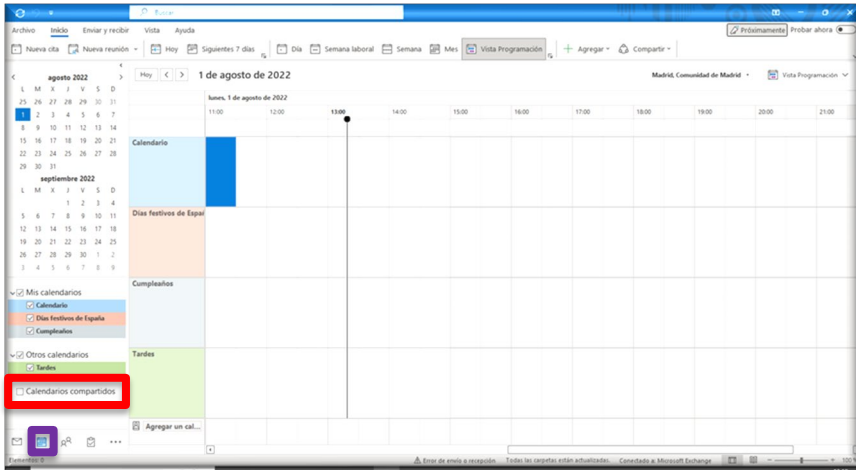 Buscar
Archivo Inicio Enviar y recibir Vista Ayuda
Próximamente Probar ahora
Nueva cita Nueva reunión Hoy Siguientes 7 días Día Semana laboral Semana Mes Vista Programación Agregar Compartir
agosto 2022
L M X J V S D
25 26 27 28 29 30 31
1 2 3 4 5 6 7
8 9 10 11 12 13 14
15 16 17 18 19 20 21
22 23 24 25 26 27 28
29 30 31
septiembre 2022
L M X J V S D
1 2 3 4
5 6 7 8 9 10 11
12 13 14 15 16 17 18
19 20 21 22 23 24 25
26 27 28 29 30 1 2
3 4 5 6 7 8 9
Mis calendarios
Calendario
Días festivos de España
Cumpleaños
Otros calendarios
Tardes
Calendarios compartidos
Hoy 1 de agosto de 2022 Madrid, Comunidad de Madrid Vista Programación
lunes, 1 de agosto de 2022
11:00 12:00 13:00 14:00 15:00 16:00 17:00 18:00 19:00 20:00 21:00
Calendario
Días festivos de Españ
Cumpleaños
Tardes
Agregar un cal...
Elementos: 0 Error de envío o recepción Todas las carpetas están actualizadas. Conectado a: Microsoft Exchange 100 %